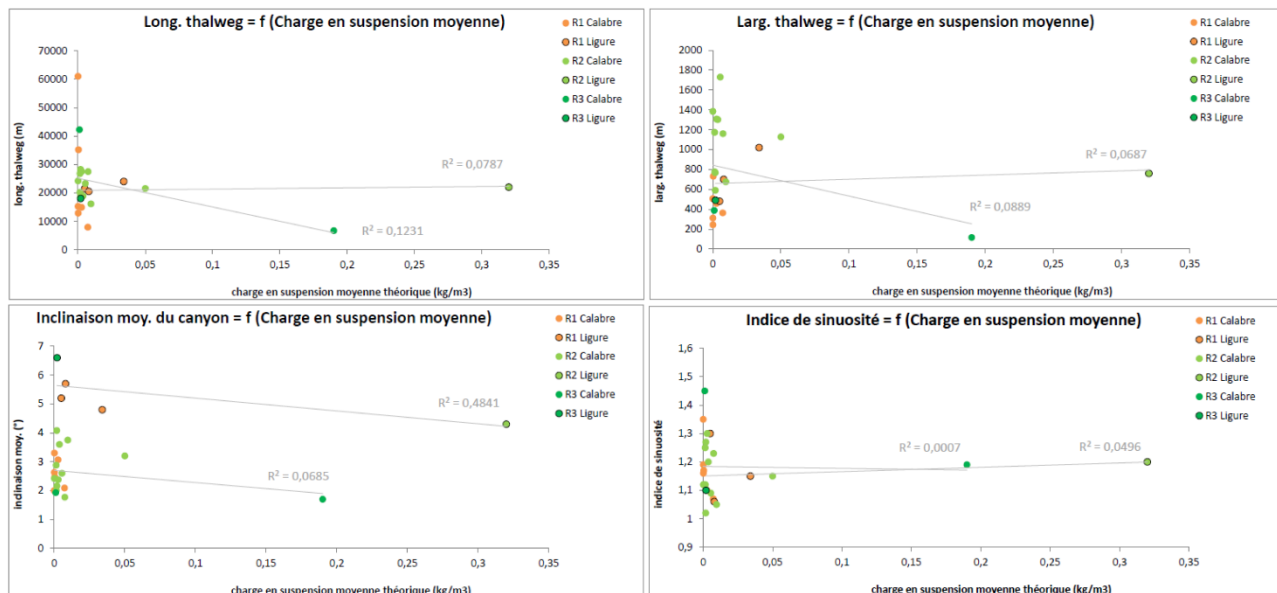 Long. thalweg = f (Charge en suspension moyenne)
70000
60000
50000
40000
30000
20000
10000
0
long. thalweg (m)
R² = 0,0787
R² = 0,1231
0
0,05
0,1
0,15
0,2
0,25
0,3
0,35
charge en suspension moyenne théorique (kg/m3)
R1 Calabre
R1 Ligure
R2 Calabre
R2 Ligure
R3 Calabre
R3 Ligure
Larg. thalweg = f (Charge en suspension moyenne)
2000
1800
1600
1400
1200
1000
800
600
400
200
0
larg. thalweg (m)
R² = 0,0687
R² = 0,0889
0
0,05
0,1
0,15
0,2
0,25
0,3
0,35
charge en suspension moyenne théorique (kg/m3)
R1 Calabre
R1 Ligure
R2 Calabre
R2 Ligure
R3 Calabre
R3 Ligure
Inclinaison moy. du canyon = f (Charge en suspension moyenne)
7
6
5
4
3
2
1
0
inclinaison moy. (°)
R² = 0,4841
R² = 0,0685
0
0,05
0,1
0,15
0,2
0,25
0,3
0,35
charge en suspension moyenne théorique (kg/m3)
R1 Calabre
R1 Ligure
R2 Calabre
R2 Ligure
R3 Calabre
R3 Ligure
Indice de sinuosité = f (Charge en suspension moyenne)
1,6
1,5
1,4
1,3
1,2
1,1
1
0,9
indice de sinuosité
R² = 0,0007
R² = 0,0496
0
0,05
0,1
0,15
0,2
0,25
0,3
0,35
charge en suspension moyenne théorique (kg/m3)
R1 Calabre
R1 Ligure
R2 Calabre
R2 Ligure
R3 Calabre
R3 Ligure